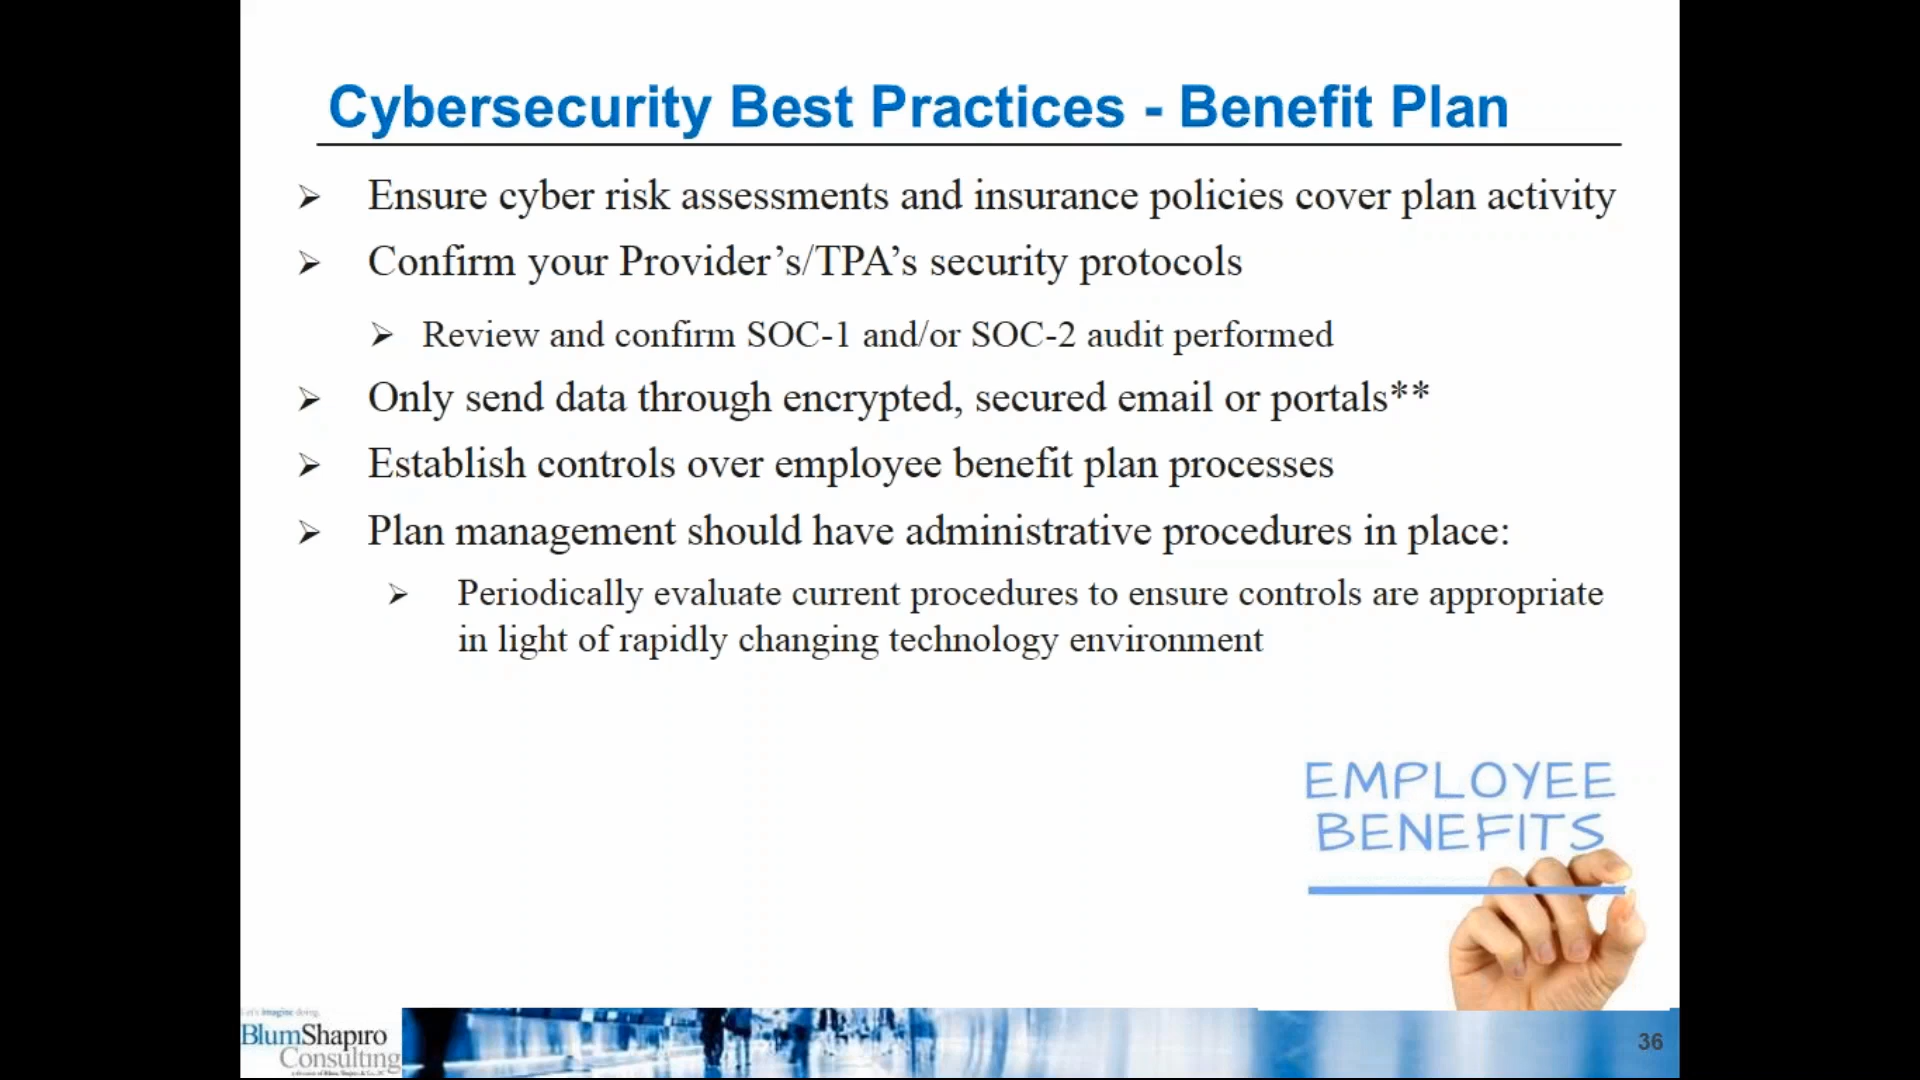 Cybersecurity Best Practices - Benefit Plan
Ensure cyber risk assessments and insurance policies cover plan activity
Confirm your Provider’s/TPA’s security protocols
Review and confirm SOC-1 and/or SOC-2 audit performed
Only send data through encrypted, secured email or portals**
Establish controls over employee benefit plan processes
Plan management should have administrative procedures in place:
Periodically evaluate current procedures to ensure controls are appropriate
in light of rapidly changing technology environment
EMPLOYEE
BENEFITS
Let's imagine doing.
BlumShapiro
Consulting
36